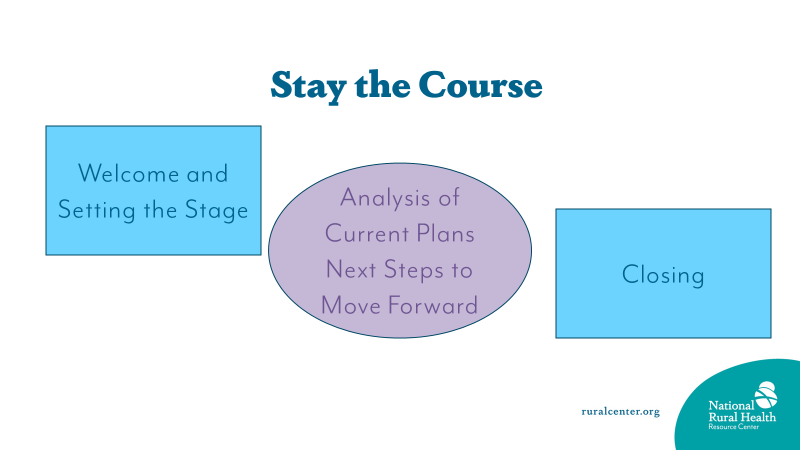 Stay the Course
Welcome and
Setting the Stage
Analysis of
Current Plans
Next Steps to
Move Forward
Closing
ruralcenter.org
National
Rural Health
Resource Center